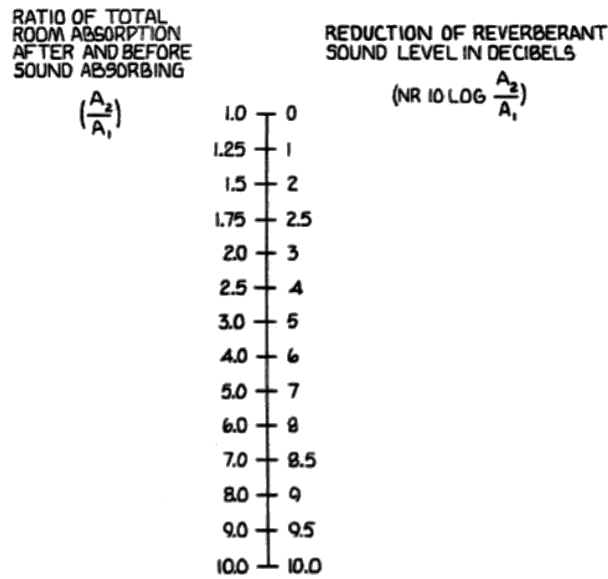 RATIO OF TOTAL
ROOM ABSORPTION
AFTER AND BEFORE
SOUND ABSORBING
(A₂/A₁)
REDUCTION OF REVERBERANT
SOUND LEVEL IN DECIBELS
(NR 10 LOG A₂/A₁)
1.0 0
1.25 1
1.5 2
1.75 2.5
2.0 3
2.5 4
3.0 5
4.0 6
5.0 7
6.0 8
7.0 8.5
8.0 9
9.0 9.5
10.0 10.0